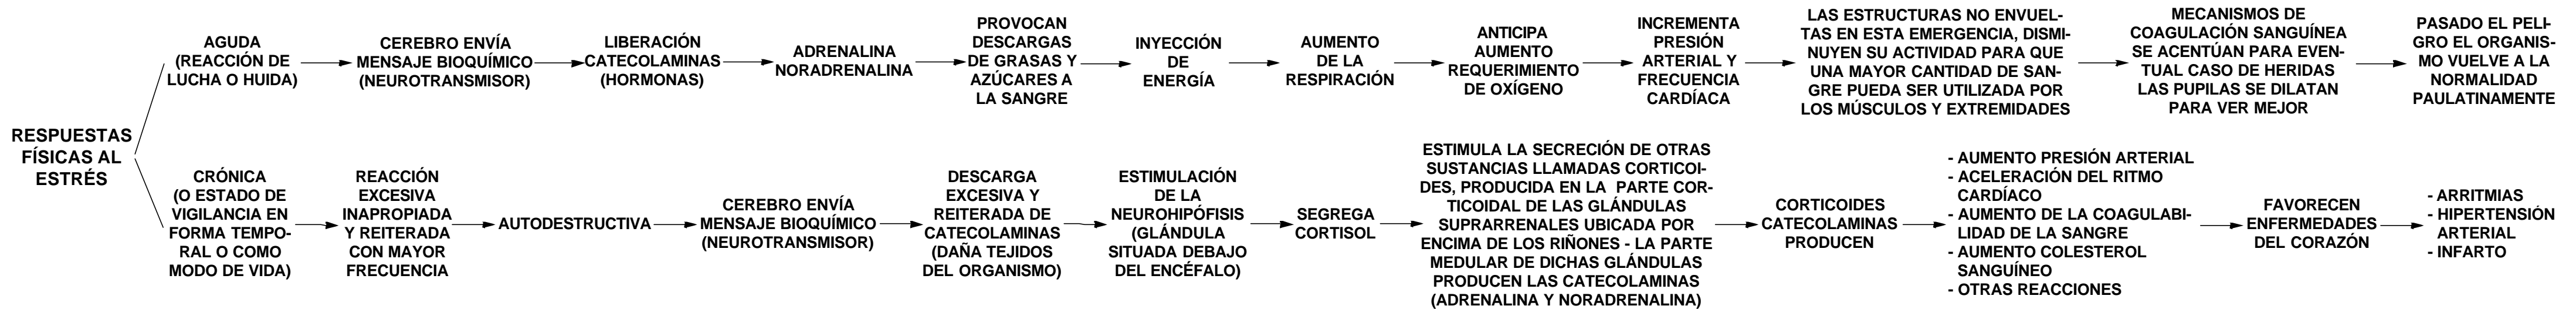 RESPUESTAS
FÍSICAS AL
ESTRÉS
AGUDA
(REACCIÓN DE
LUCHA O HUIDA)
CEREBRO ENVÍA
MENSAJE BIOQUÍMICO
(NEUROTRANSMISOR)
LIBERACIÓN
CATECOLAMINAS
(HORMONAS)
ADRENALINA
NORADRENALINA
PROVOCAN
DESCARGAS
DE GRASAS Y
AZÚCARES A
LA SANGRE
INYECCIÓN
DE
ENERGÍA
AUMENTO
DE LA
RESPIRACIÓN
ANTICIPA
AUMENTO
REQUERIMIENTO
DE OXÍGENO
INCREMENTA
PRESIÓN
ARTERIAL Y
FRECUENCIA
CARDÍACA
LAS ESTRUCTURAS NO ENVUEL-
TAS EN ESTA EMERGENCIA, DISMI-
NUYEN SU ACTIVIDAD PARA QUE
UNA MAYOR CANTIDAD DE SAN-
GRE PUEDA SER UTILIZADA POR
LOS MÚSCULOS Y EXTREMIDADES
MECANISMOS DE
COAGULACIÓN SANGUÍNEA
SE ACENTÚAN PARA EVEN-
TUAL CASO DE HERIDAS
LAS PUPILAS SE DILATAN
PARA VER MEJOR
PASADO EL PELI-
GRO EL ORGANIS-
MO VUELVE A LA
NORMALIDAD
PAULATINAMENTE
CRÓNICA
(O ESTADO DE
VIGILANCIA EN
FORMA TEMPO-
RAL O COMO
MODO DE VIDA)
REACCIÓN
EXCESIVA
INAPROPIADA
Y REITERADA
CON MAYOR
FRECUENCIA
AUTODESTRUCTIVA
CEREBRO ENVÍA
MENSAJE BIOQUÍMICO
(NEUROTRANSMISOR)
DESCARGA
EXCESIVA Y
REITERADA DE
CATECOLAMINAS
(DAÑA TEJIDOS
DEL ORGANISMO)
ESTIMULACIÓN
DE LA
NEUROHIPÓFISIS
(GLÁNDULA
SITUADA DEBAJO
DEL ENCÉFALO)
SEGREGA
CORTISOL
ESTIMULA LA SECRECIÓN DE OTRAS
SUSTANCIAS LLAMADAS CORTICOI-
DES, PRODUCIDA EN LA PARTE COR-
TICOIDAL DE LAS GLÁNDULAS
SUPRARRENALES UBICADA POR
ENCIMA DE LOS RIÑONES - LA PARTE
MEDULAR DE DICHAS GLÁNDULAS
PRODUCEN LAS CATECOLAMINAS
(ADRENALINA Y NORADRENALINA)
CORTICOIDES
CATECOLAMINAS
PRODUCEN
- AUMENTO PRESIÓN ARTERIAL
- ACELERACIÓN DEL RITMO
CARDÍACO
- AUMENTO DE LA COAGULABI-
LIDAD DE LA SANGRE
- AUMENTO COLESTEROL
SANGUÍNEO
- OTRAS REACCIONES
FAVORECEN
ENFERMEDADES
DEL CORAZÓN
- ARRITMIAS
- HIPERTENSIÓN
ARTERIAL
- INFARTO